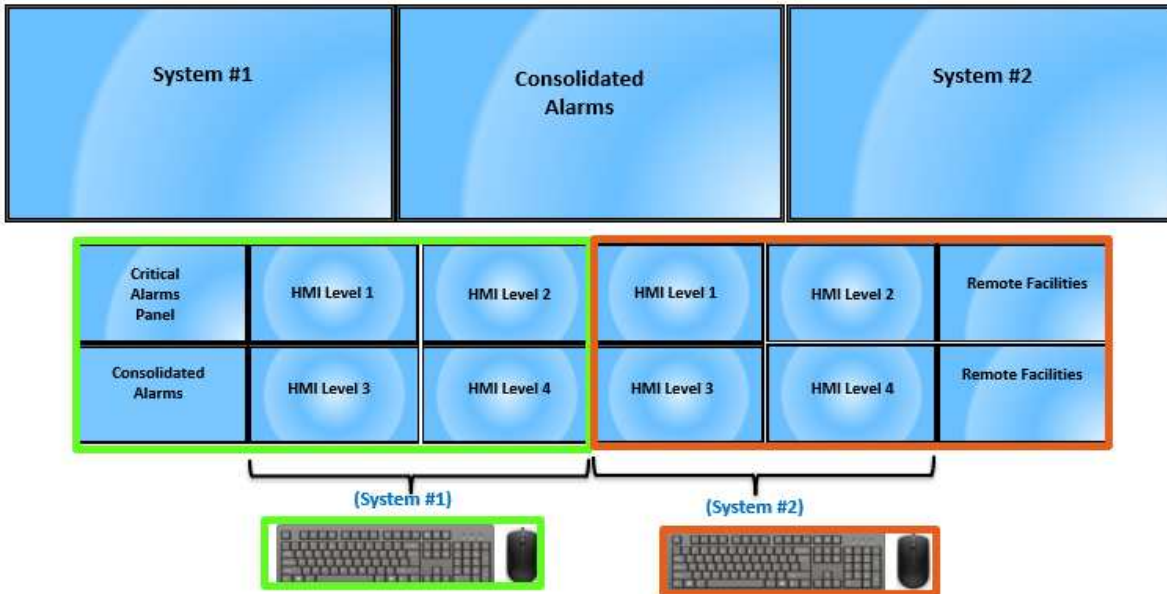 System #1
Consolidated
Alarms
System #2
Critical
Alarms
Panel
HMI Level 1
HMI Level 2
HMI Level 1
HMI Level 2
Remote Facilities
Consolidated
Alarms
HMI Level 3
HMI Level 4
HMI Level 3
HMI Level 4
Remote Facilities
(System #1)
(System #2)